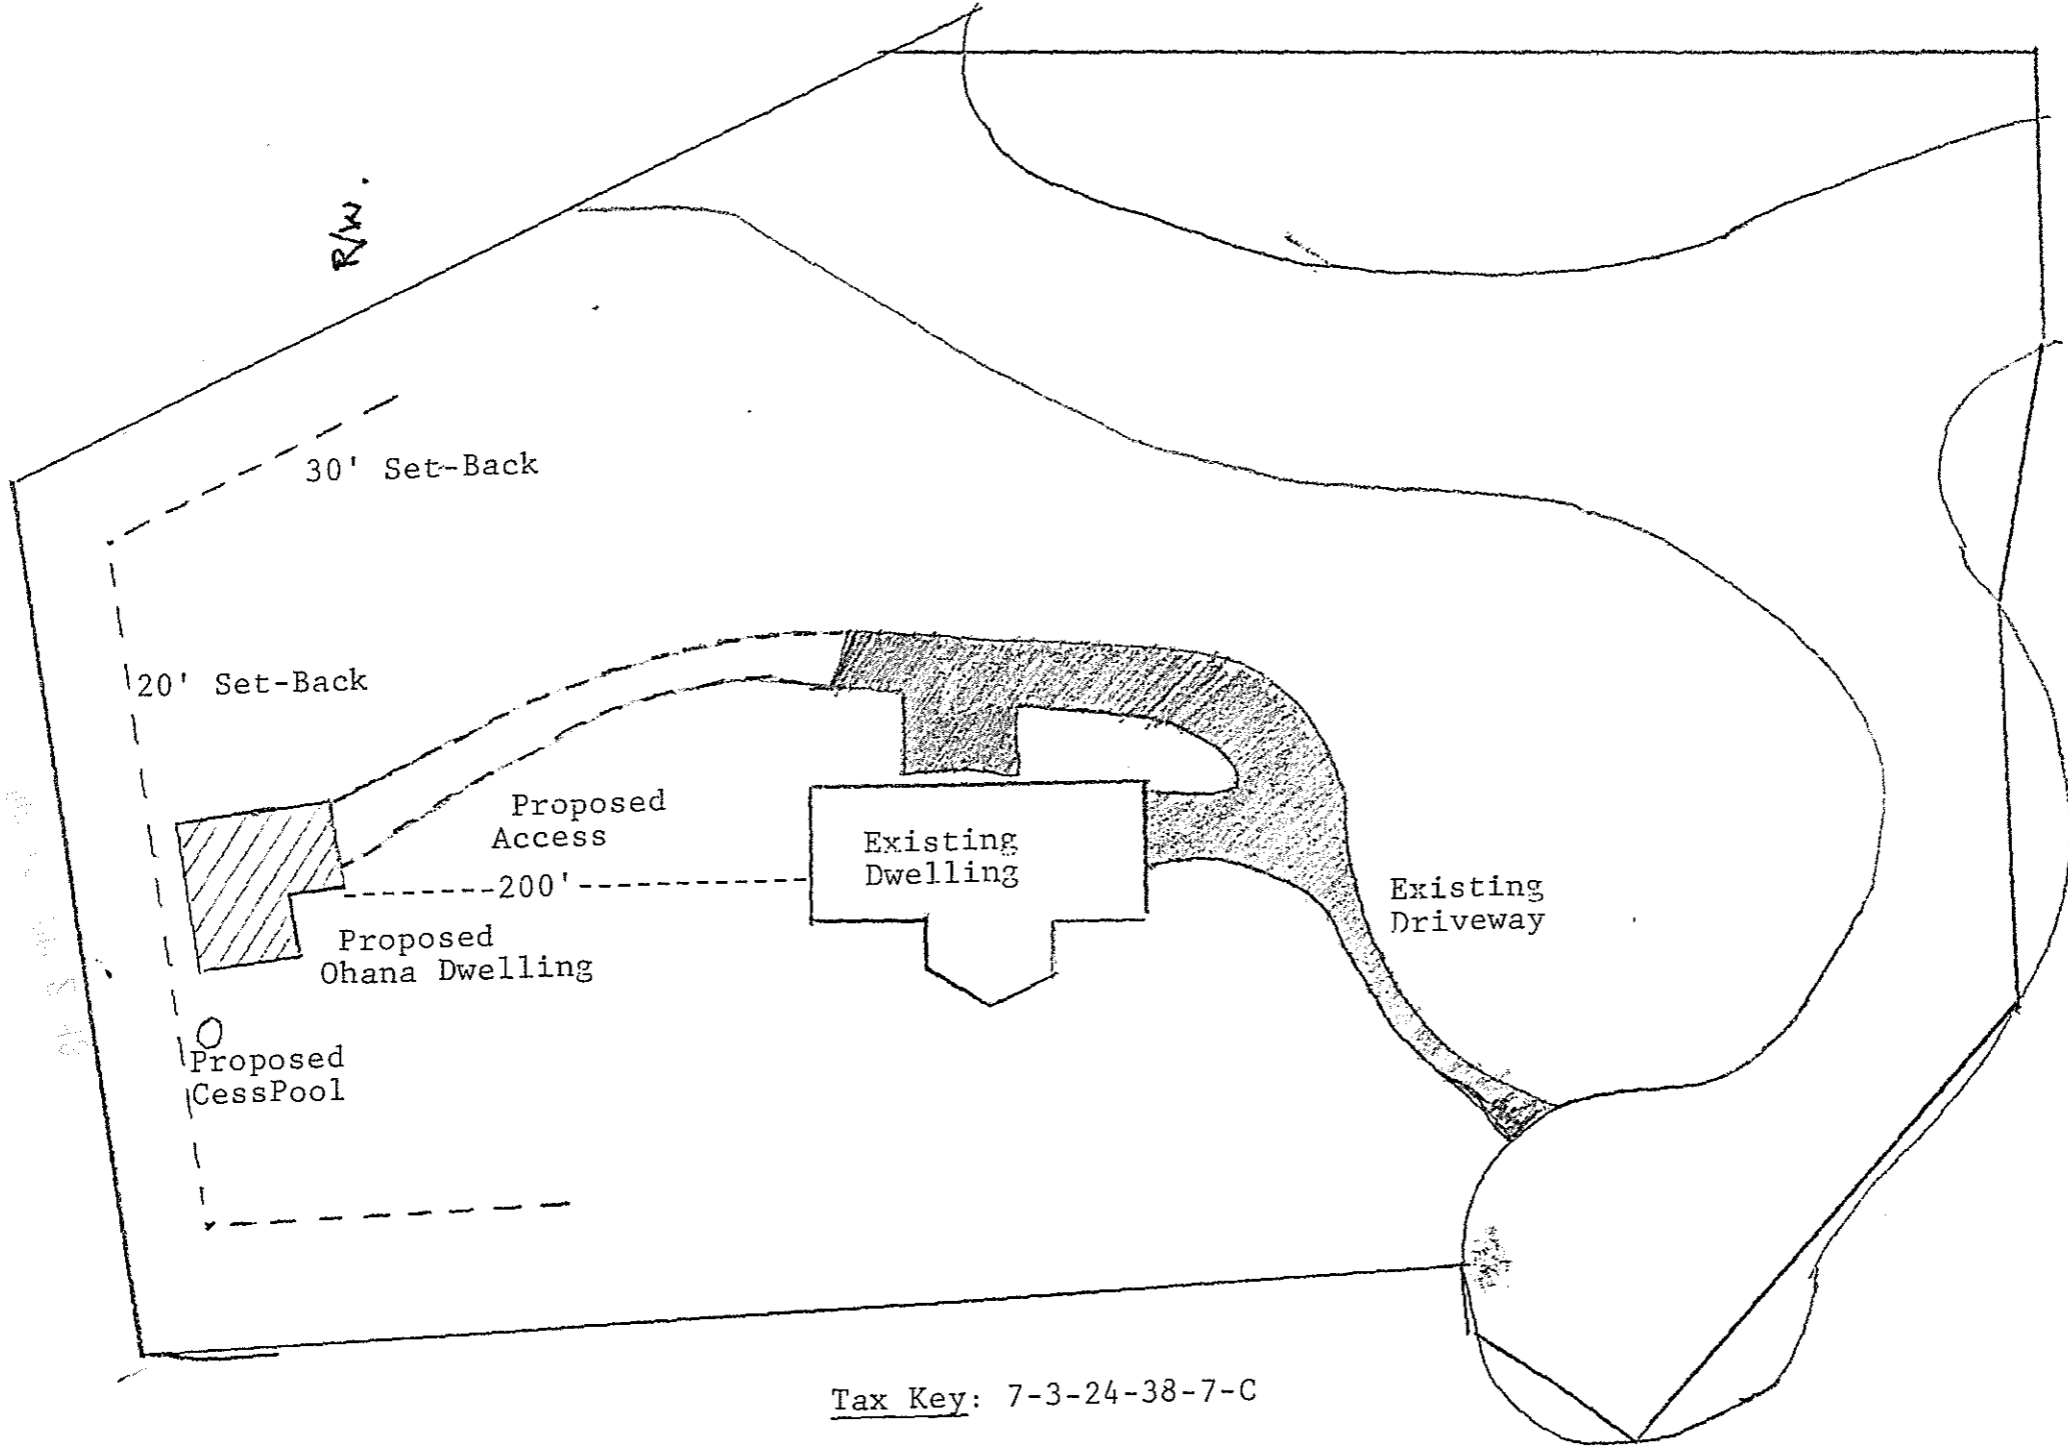 R/W.
30' Set-Back
20' Set-Back
Proposed
Access
Existing
Dwelling
200'
Existing
Driveway
Proposed
Ohana Dwelling
Proposed
CessPool
Tax Key: 7-3-24-38-7-C